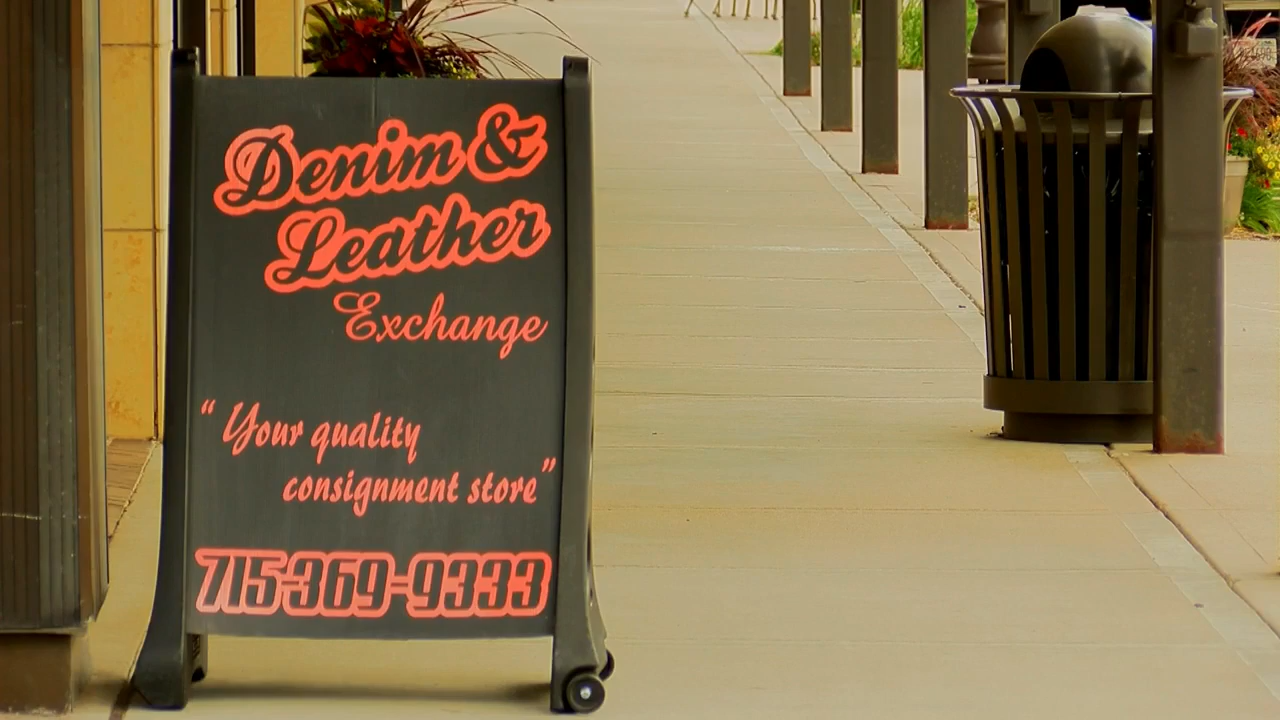 Denim &
Leather
Exchange
"Your quality
consignment store"
715-369-9333